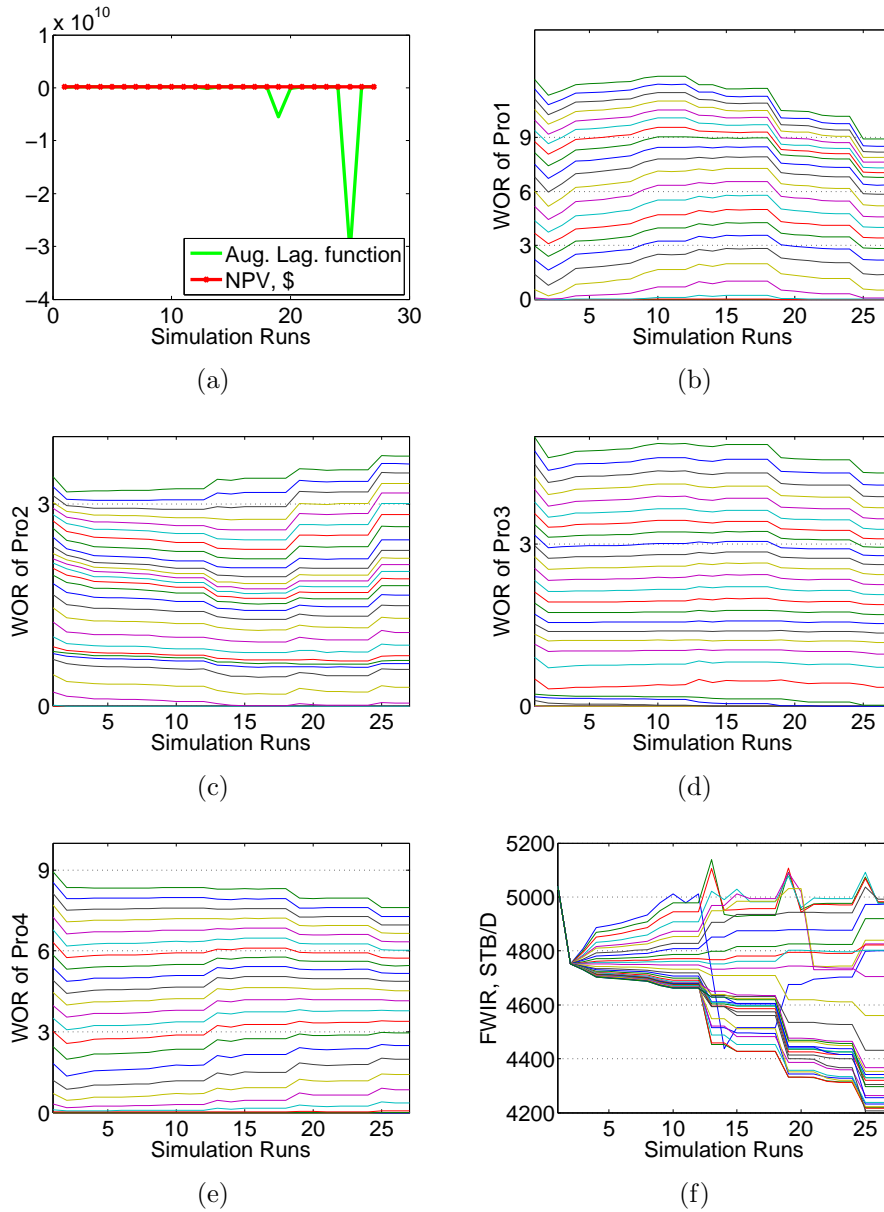 x 10^10
1
0
−1
−2
−3
−4
0
10
20
30
Simulation Runs
Aug. Lag. function
NPV, $
(a)
WOR of Pro1
9
6
3
0
5
10
15
20
25
Simulation Runs
(b)
WOR of Pro2
3
0
5
10
15
20
25
Simulation Runs
(c)
WOR of Pro3
3
0
5
10
15
20
25
Simulation Runs
(d)
WOR of Pro4
9
6
3
0
5
10
15
20
25
Simulation Runs
(e)
FWIR, STB/D
5200
5000
4800
4600
4400
4200
5
10
15
20
25
Simulation Runs
(f)